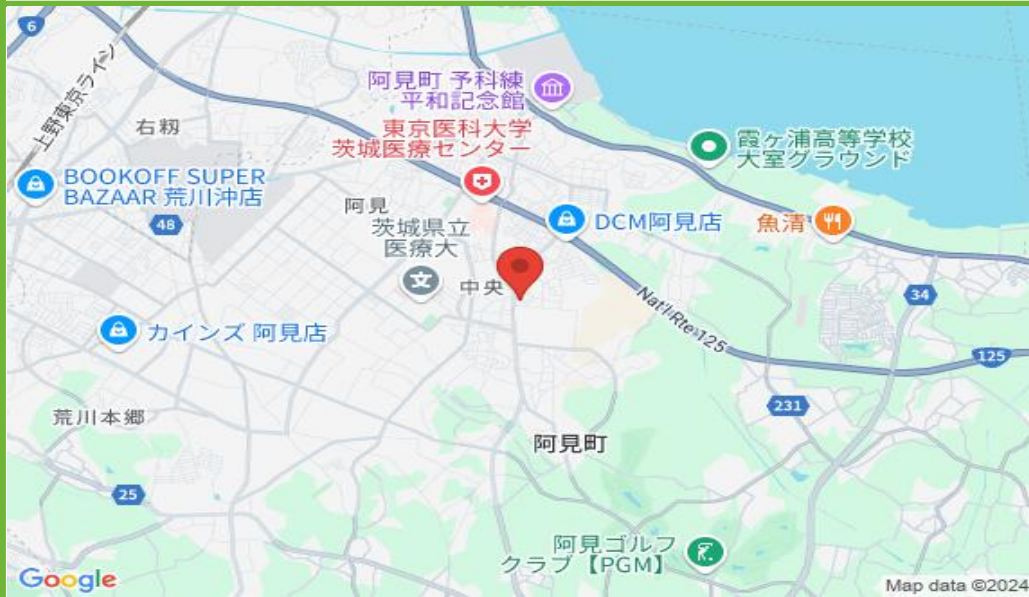 6
上野東京ライン
右籾
阿見町 予科練
平和記念館
東京医科大学
茨城医療センター
霞ヶ浦高等学校
大室グラウンド
BOOKOFF SUPER
BAZAAR 荒川沖店
48
阿見
茨城県立
医療大
DCM阿見店
魚清
中央
34
Nat'l Rte 125
カインズ 阿見店
125
231
荒川本郷
阿見町
25
阿見ゴルフ
クラブ【PGM】
Google
Map data ©2024